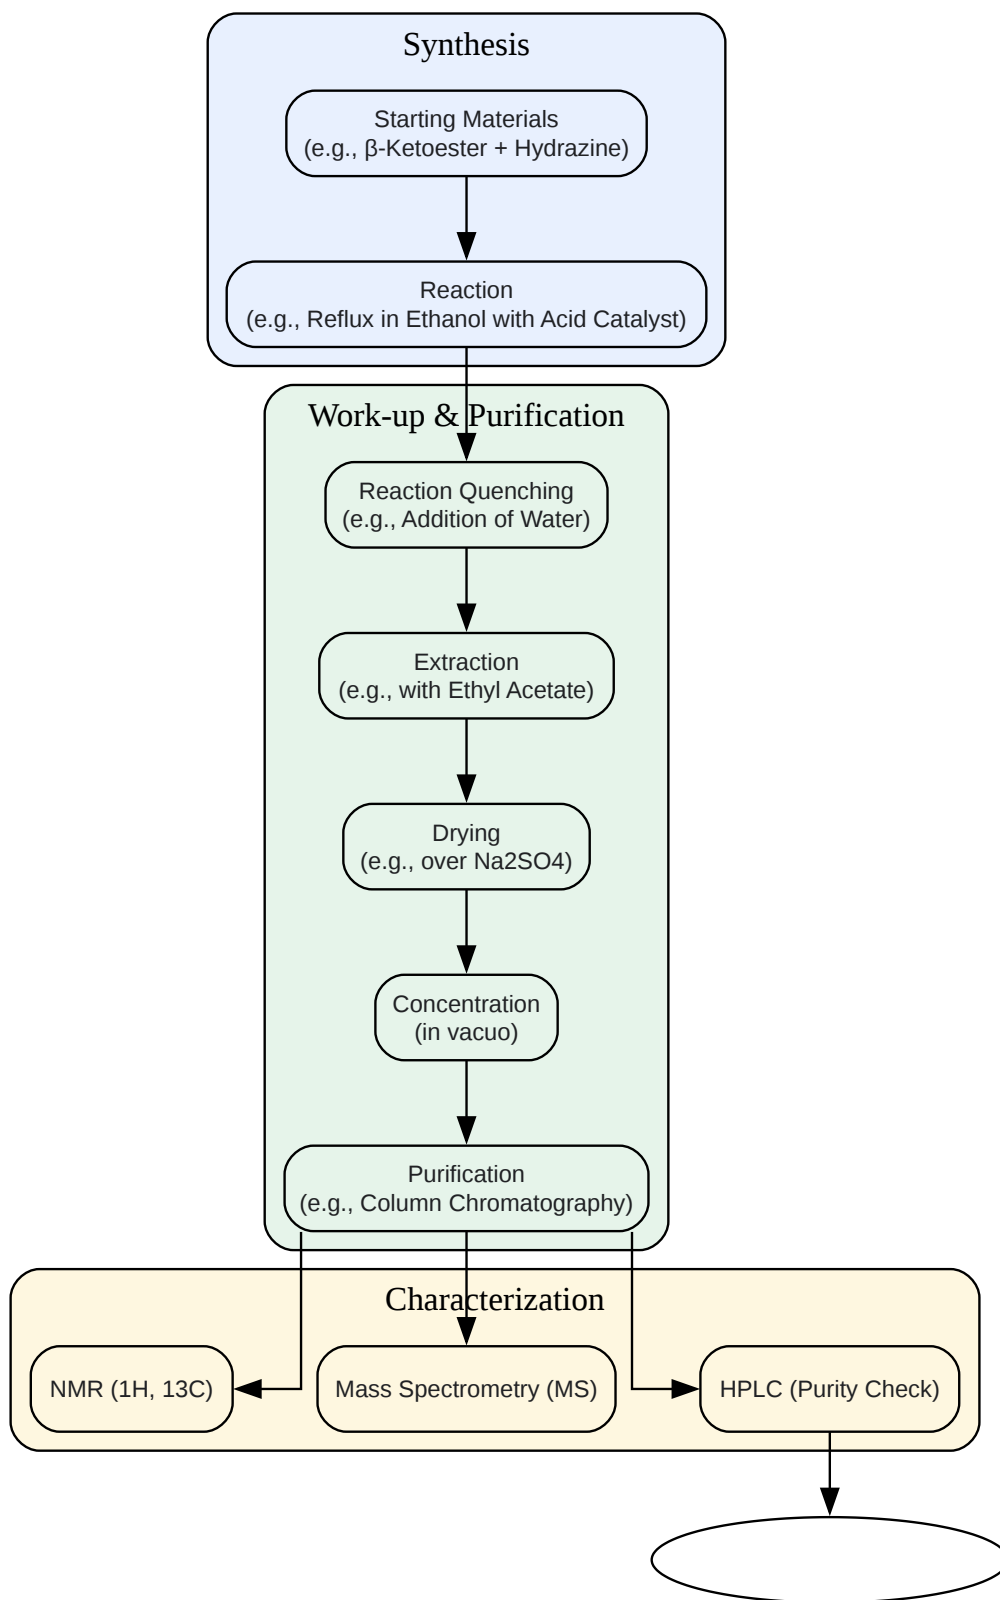 Synthesis
Starting Materials
(e.g., β-Ketoester + Hydrazine)
Reaction
(e.g., Reflux in Ethanol with Acid Catalyst)
Work-up & Purification
Reaction Quenching
(e.g., Addition of Water)
Extraction
(e.g., with Ethyl Acetate)
Drying
(e.g., over Na2SO4)
Concentration
(in vacuo)
Purification
(e.g., Column Chromatography)
Characterization
NMR (1H, 13C)
Mass Spectrometry (MS)
HPLC (Purity Check)